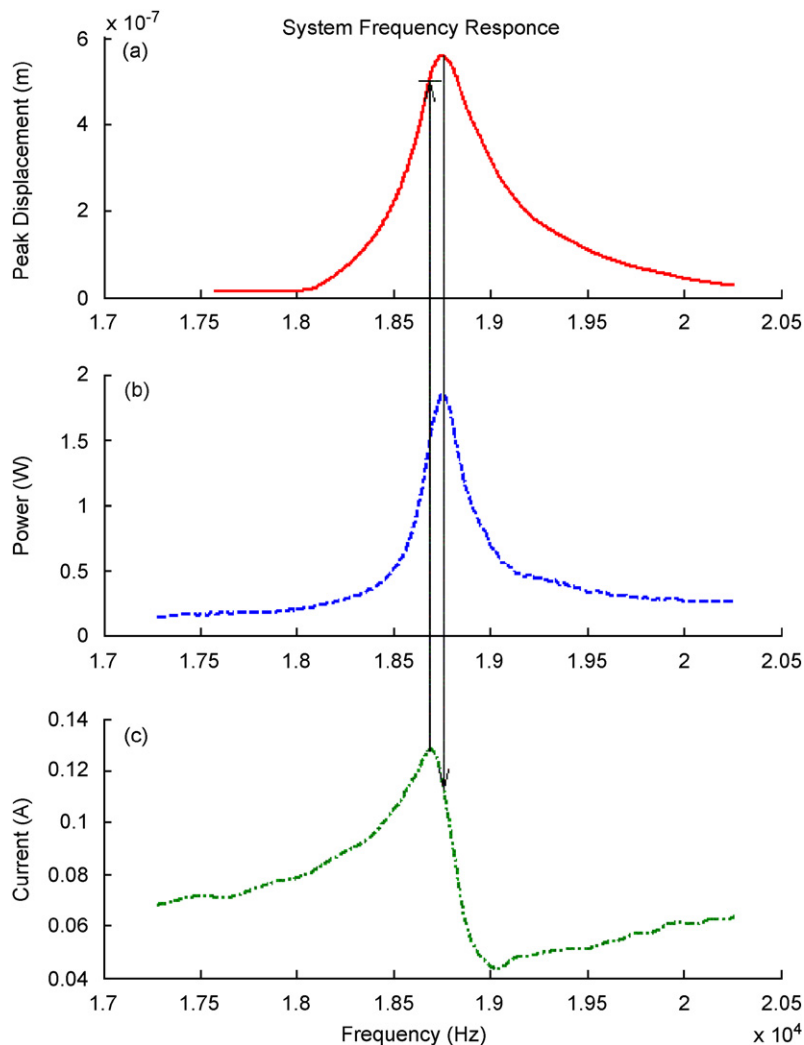 x 10⁻⁷
System Frequency Responce
(a)
Peak Displacement (m)
6
4
2
0
1.7 1.75 1.8 1.85 1.9 1.95 2 2.05
(b)
Power (W)
2
1.5
1
0.5
0
1.7 1.75 1.8 1.85 1.9 1.95 2 2.05
(c)
Current (A)
0.14
0.12
0.1
0.08
0.06
0.04
1.7 1.75 1.8 1.85 1.9 1.95 2 2.05
Frequency (Hz)
x 10⁴